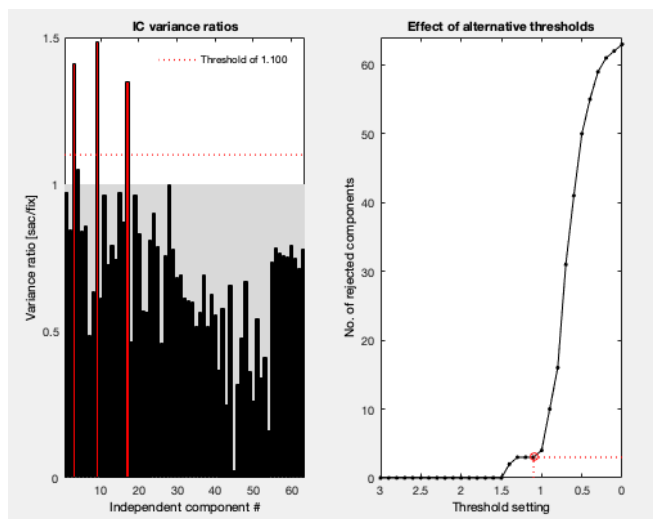 IC variance ratios
Threshold of 1.100
Variance ratio [sac/fix]
1.5
1
0.5
0
10 20 30 40 50 60
Independent component #
Effect of alternative thresholds
No. of rejected components
60
50
40
30
20
10
0
3 2.5 2 1.5 1 0.5 0
Threshold setting